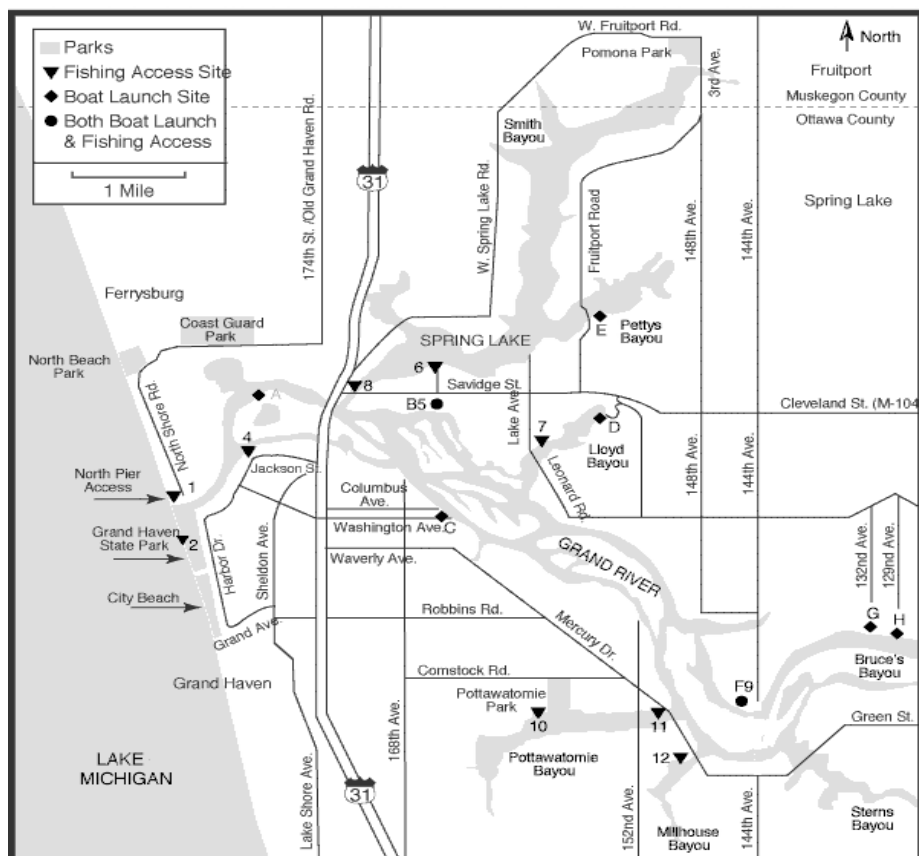 Parks
Fishing Access Site
Boat Launch Site
Both Boat Launch
& Fishing Access
1 Mile
W. Fruitport Rd.
Pomona Park
North
Fruitport
Muskegon County
Ottawa County
3rd Ave.
Smith
Bayou
174th St. /Old Grand Haven Rd.
31
W. Spring Lake Rd.
Fruitport Road
148th Ave.
144th Ave.
Spring Lake
Ferrysburg
Coast Guard
Park
North Beach
Park
North Shore Rd.
SPRING LAKE
E
Pettys
Bayou
A
8
6
Savidge St.
B5
Lake Ave.
Cleveland St. (M-104
D
Lloyd
Bayou
7
Leonard Rd.
148th Ave.
144th Ave.
4
Jackson St.
North Pier
Access
1
Columbus
Ave.
Washington Ave.
C
Grand Haven
State Park
2
Harbor Dr.
Sheldon Ave.
Waverly Ave.
GRAND RIVER
132nd Ave.
129th Ave.
City Beach
Grand Ave.
Robbins Rd.
Mercury Dr.
G
H
Bruce's
Bayou
Grand Haven
Comstock Rd.
Pottawatomie
Park
10
11
F9
Green St.
LAKE
MICHIGAN
Lake Shore Ave.
31
168th Ave.
Pottawatomie
Bayou
12
152nd Ave.
Millhouse
Bayou
144th Ave.
Sterns
Bayou